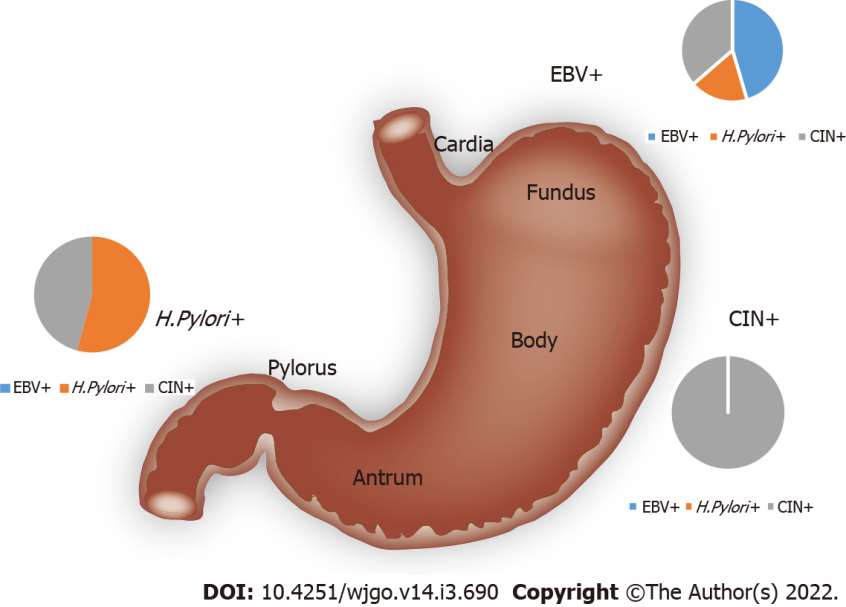 EBV+
EBV+ H.Pylori+ CIN+
Cardia
Fundus
H.Pylori+
CIN+
Body
Pylorus
EBV+ H.Pylori+ CIN+
Antrum
EBV+ H.Pylori+ CIN+
DOI: 10.4251/wjgo.v14.i3.690 Copyright ©The Author(s) 2022.